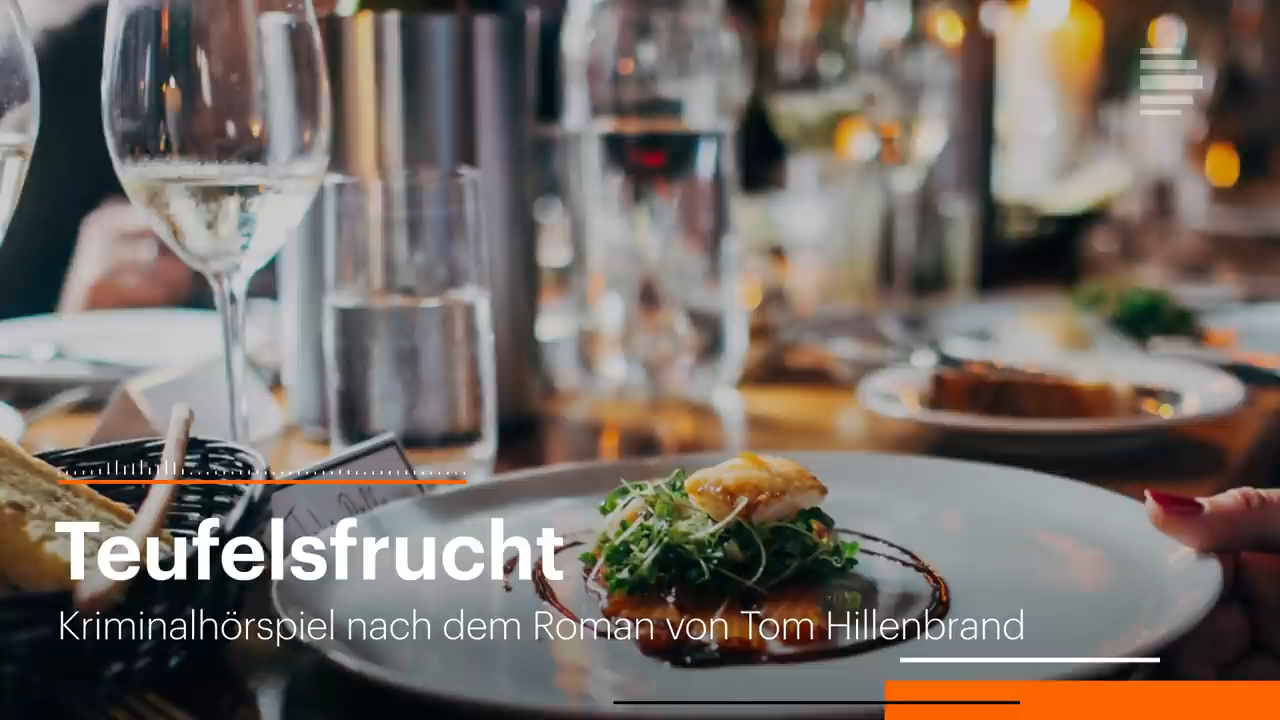 Teufelsfrucht
Kriminalhörspiel nach dem Roman von Tom Hillenbrand